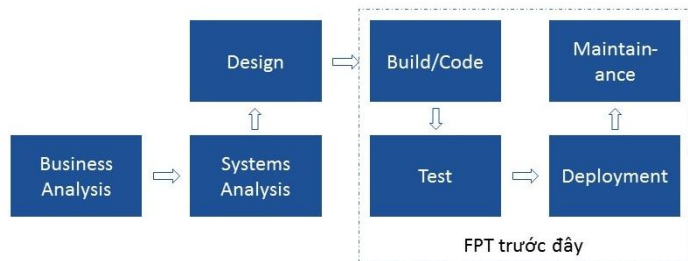 Design
Build/Code
Maintain-
ance
Business
Analysis
Systems
Analysis
Test
Deployment
FPT trước đây